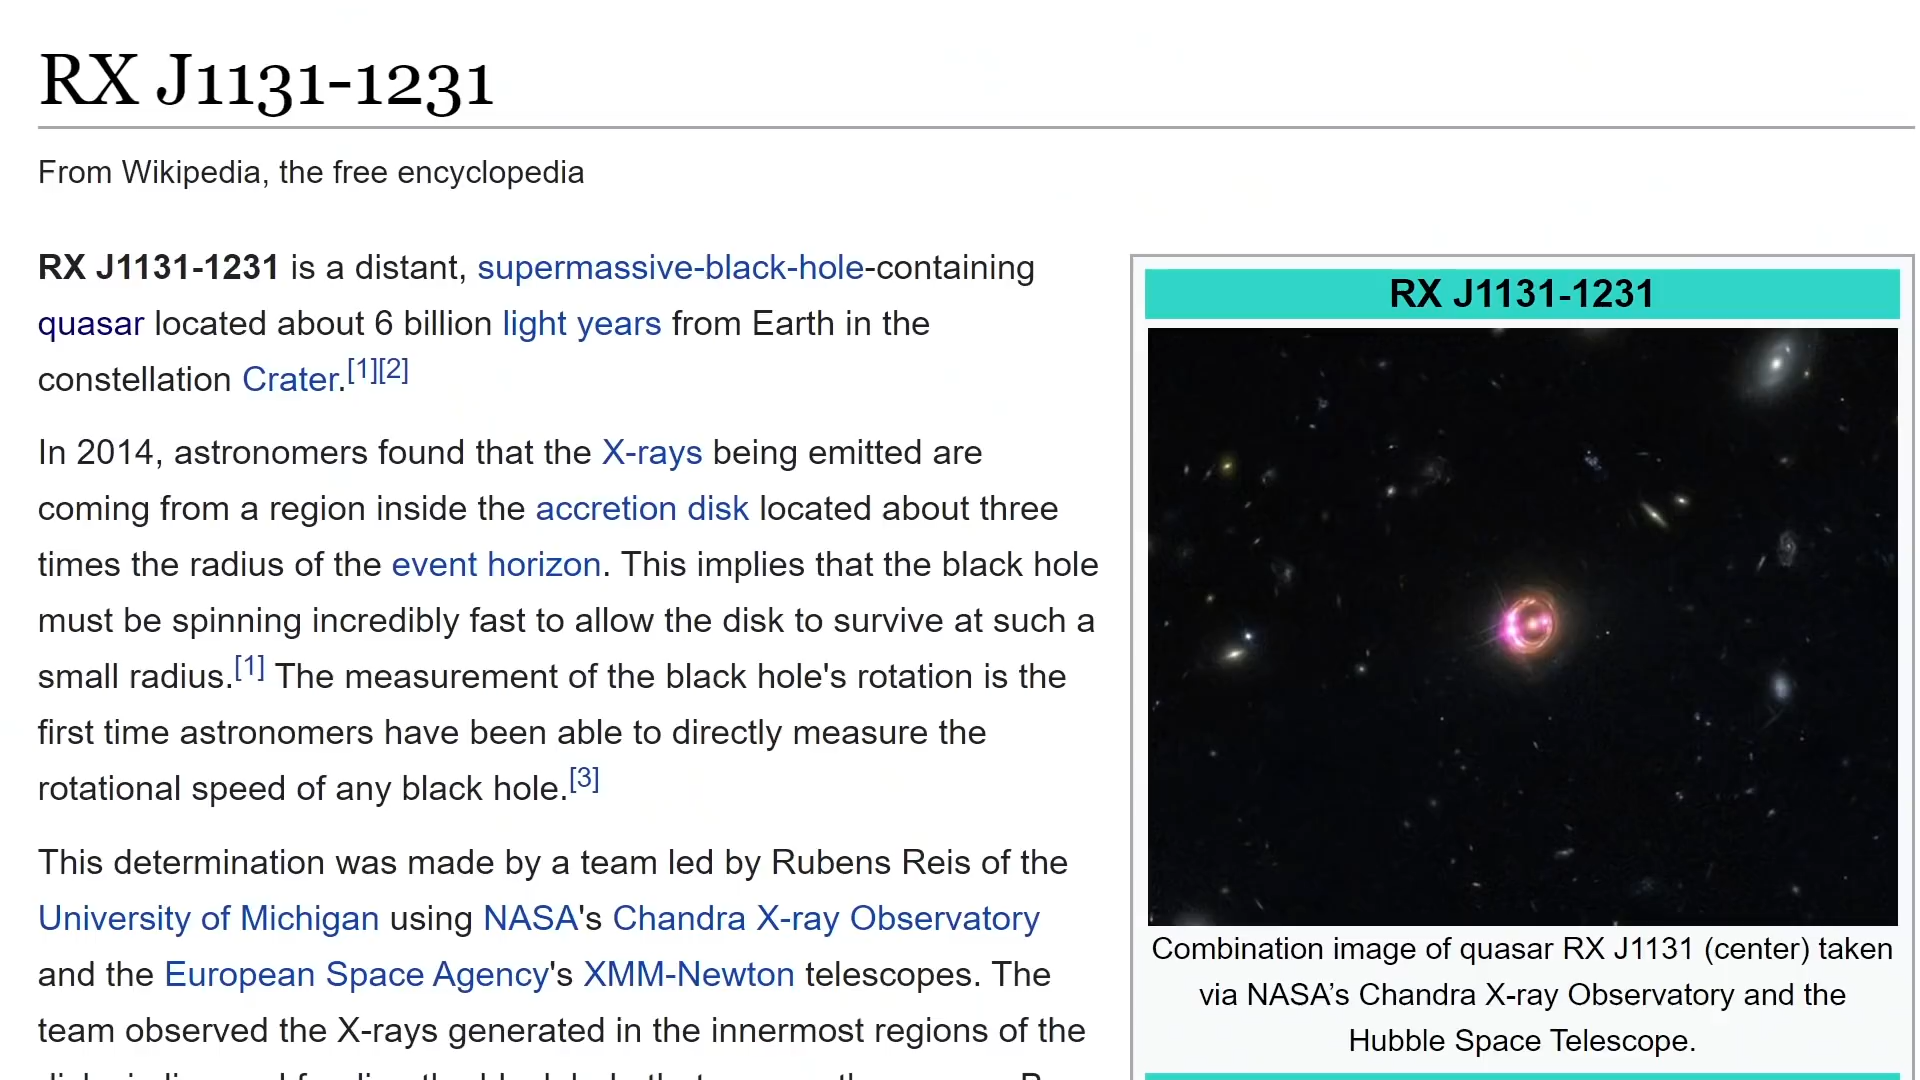 RX J1131-1231
From Wikipedia, the free encyclopedia
RX J1131-1231 is a distant, supermassive-black-hole-containing
quasar located about 6 billion light years from Earth in the
constellation Crater.[1][2]
In 2014, astronomers found that the X-rays being emitted are
coming from a region inside the accretion disk located about three
times the radius of the event horizon. This implies that the black hole
must be spinning incredibly fast to allow the disk to survive at such a
small radius.[1] The measurement of the black hole's rotation is the
first time astronomers have been able to directly measure the
rotational speed of any black hole.[3]
This determination was made by a team led by Rubens Reis of the
University of Michigan using NASA's Chandra X-ray Observatory
and the European Space Agency's XMM-Newton telescopes. The
team observed the X-rays generated in the innermost regions of the
RX J1131-1231
Combination image of quasar RX J1131 (center) taken
via NASA’s Chandra X-ray Observatory and the
Hubble Space Telescope.